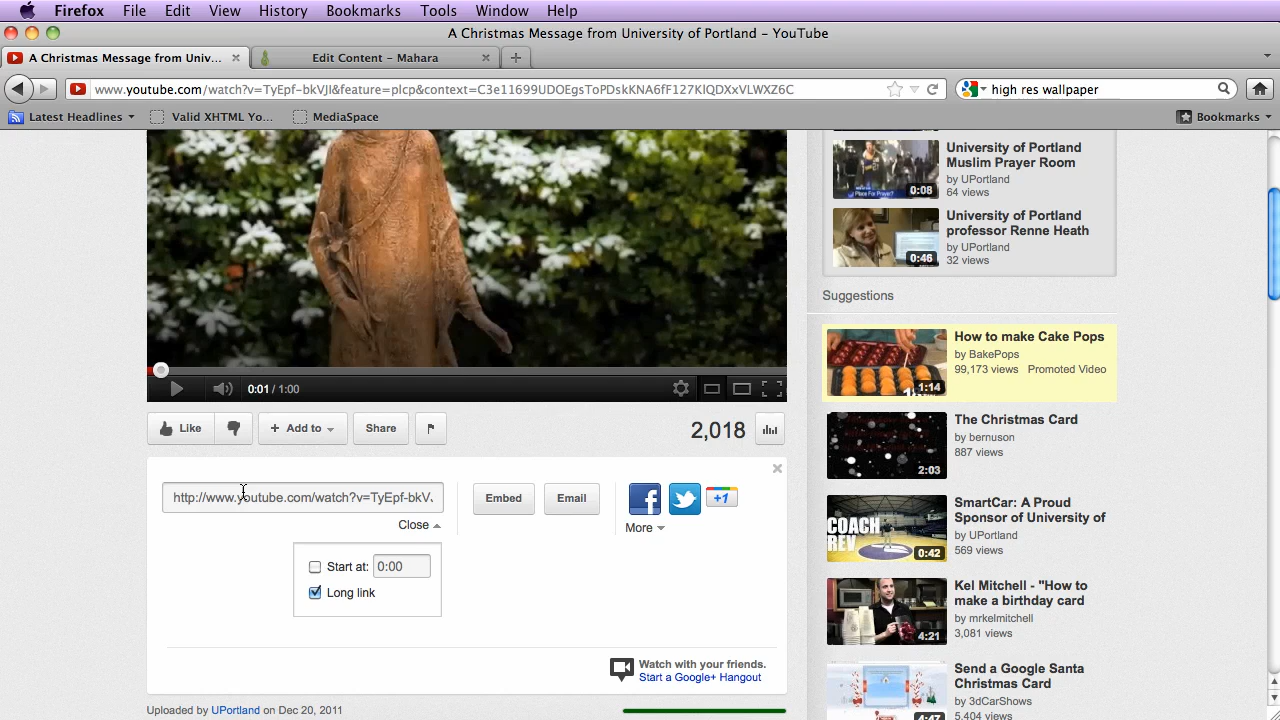 Firefox File Edit View History Bookmarks Tools Window Help
A Christmas Message from University of Portland – YouTube
A Christmas Message from Univ... Edit Content - Mahara
www.youtube.com/watch?v=TyEpf-bkVJI&feature=plcp&context=C3e11699UDOEgsToPDskKNA6fF127KIQDXxVLWXZ6C high res wallpaper
Latest Headlines Valid XHTML Yo... MediaSpace Bookmarks
University of Portland
Muslim Prayer Room
by UPortland
64 views
0:08
University of Portland
professor Renne Heath
by UPortland
32 views
0:46
Suggestions
How to make Cake Pops
by BakePops
99,173 views Promoted Video
1:14
The Christmas Card
by bernuson
887 views
2:03
SmartCar: A Proud
Sponsor of University of
by UPortland
569 views
COACH
REV
0:42
Kel Mitchell - "How to
make a birthday card
by mrkelmitchell
3,081 views
4:21
Send a Google Santa
Christmas Card
by 3dCarShows
5,404 views
4:47
0:01 / 1:00
Like Add to Share 2,018
http://www.youtube.com/watch?v=TyEpf-bkV Embed Email +1
Close More
Start at: 0:00
Long link
Watch with your friends.
Start a Google+ Hangout
Uploaded by UPortland on Dec 20, 2011